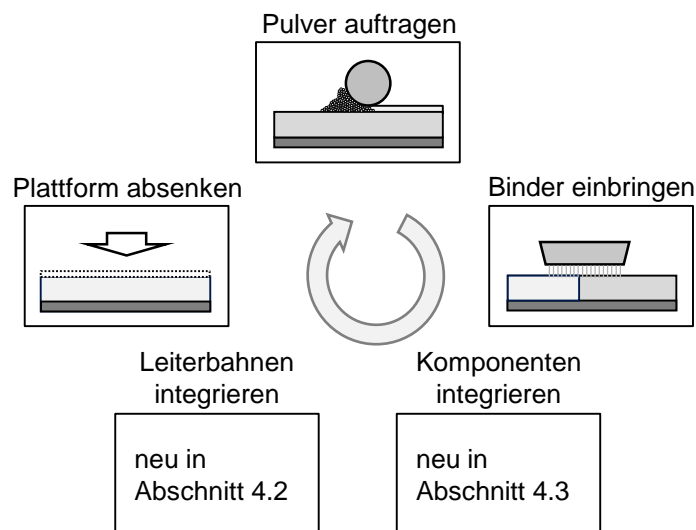 Pulver auftragen
Plattform absenken
Binder einbringen
Leiterbahnen
integrieren
Komponenten
integrieren
neu in
Abschnitt 4.2
neu in
Abschnitt 4.3